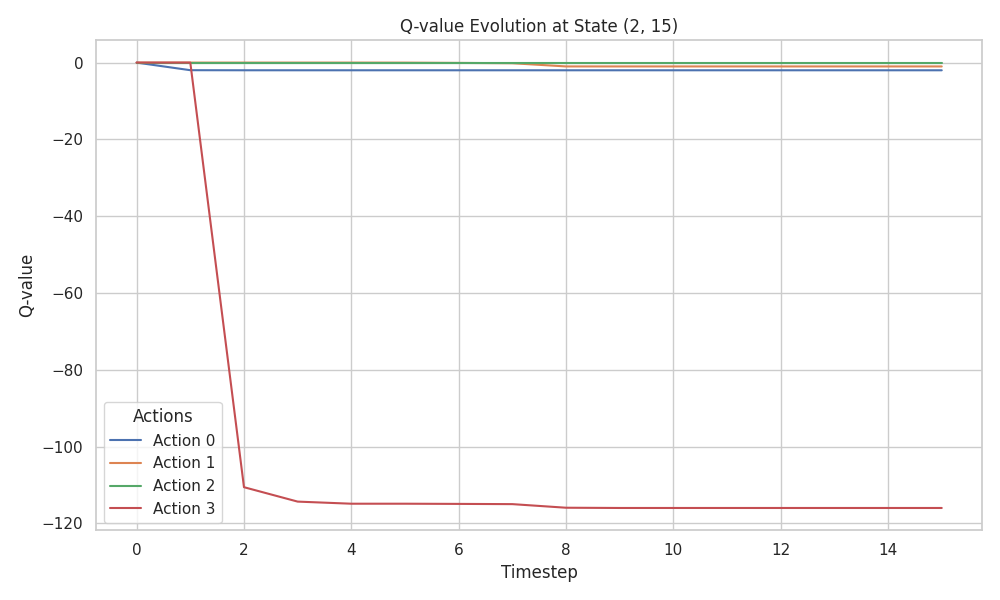 Q-value Evolution at State (2, 15)
0
−20
−40
−60
−80
−100
−120
Q-value
Actions
Action 0
Action 1
Action 2
Action 3
0 2 4 6 8 10 12 14
Timestep